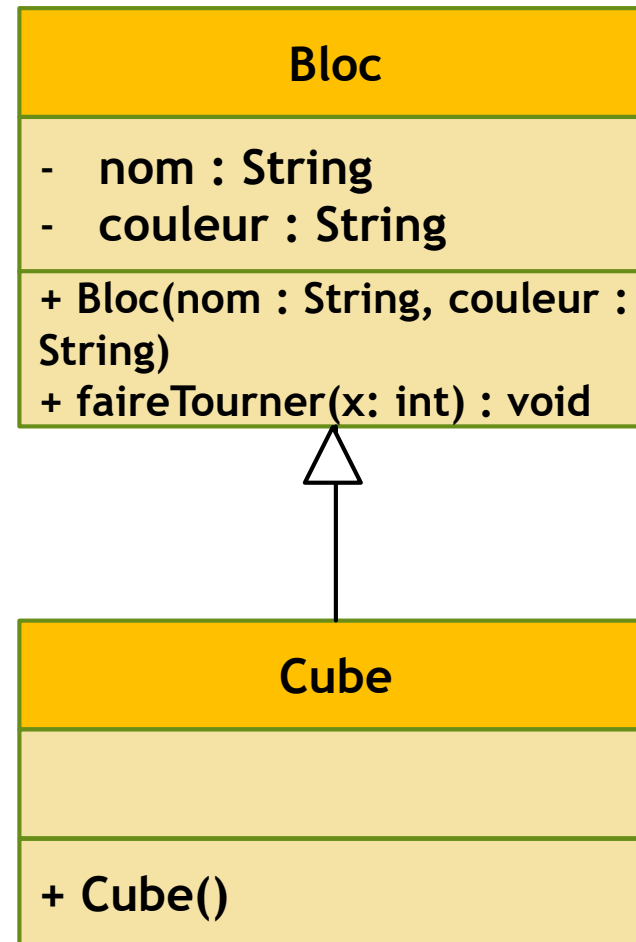 Bloc
- nom : String
- couleur : String
+ Bloc(nom : String, couleur :
String)
+ faireTourner(x: int) : void
Cube
+ Cube()